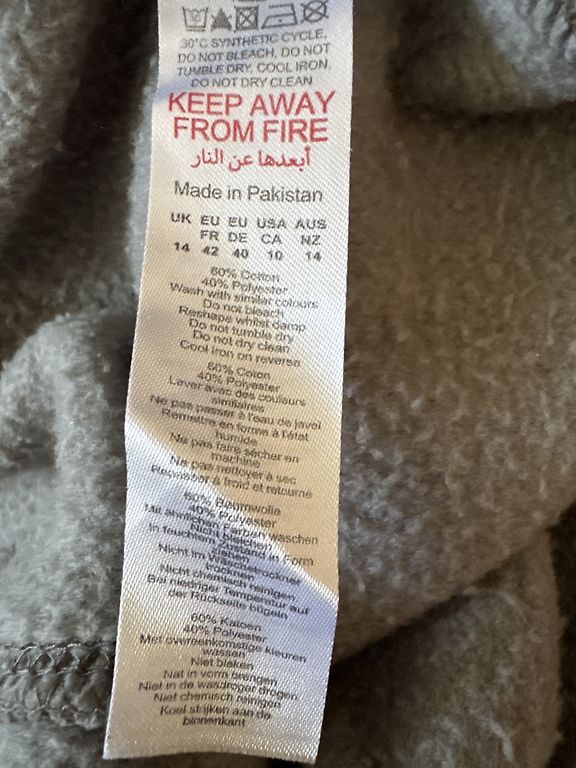 30°C SYNTHETIC CYCLE,
DO NOT BLEACH, DO NOT
TUMBLE DRY, COOL IRON,
DO NOT DRY CLEAN
KEEP AWAY
FROM FIRE
أبعدها عن النار
Made in Pakistan
UK EU EU USA AUS
FR DE CA NZ
14 42 40 10 14
60% Cotton
40% Polyester
Wash with similar colours
Do not bleach
Reshape whilst damp
Do not tumble dry
Do not dry clean
Cool iron on reverse
60% Coton
40% Polyester
Laver avec des couleurs
similaires
Ne pas passer à l'eau de javel
Remettre en forme à l'état
humide
Ne pas faire sécher en
machine
Ne pas nettoyer à sec
Repasser à froid et retourné
60% Baumwolle
40% Polyester
Mit ähnlichen Farben waschen
Nicht bleichen
In feuchtem Zustand in Form
ziehen
Nicht im Wäschetrockner
trocknen
Nicht chemisch reinigen
Bei niedriger Temperatur auf
der Rückseite bügeln
60% Katoen
40% Polyester
Met overeenkomstige kleuren
wassen
Niet bleken
Nat in vorm brengen
Niet in de wasdroger drogen
Niet chemisch reinigen
Koel strijken aan de
binnenkant